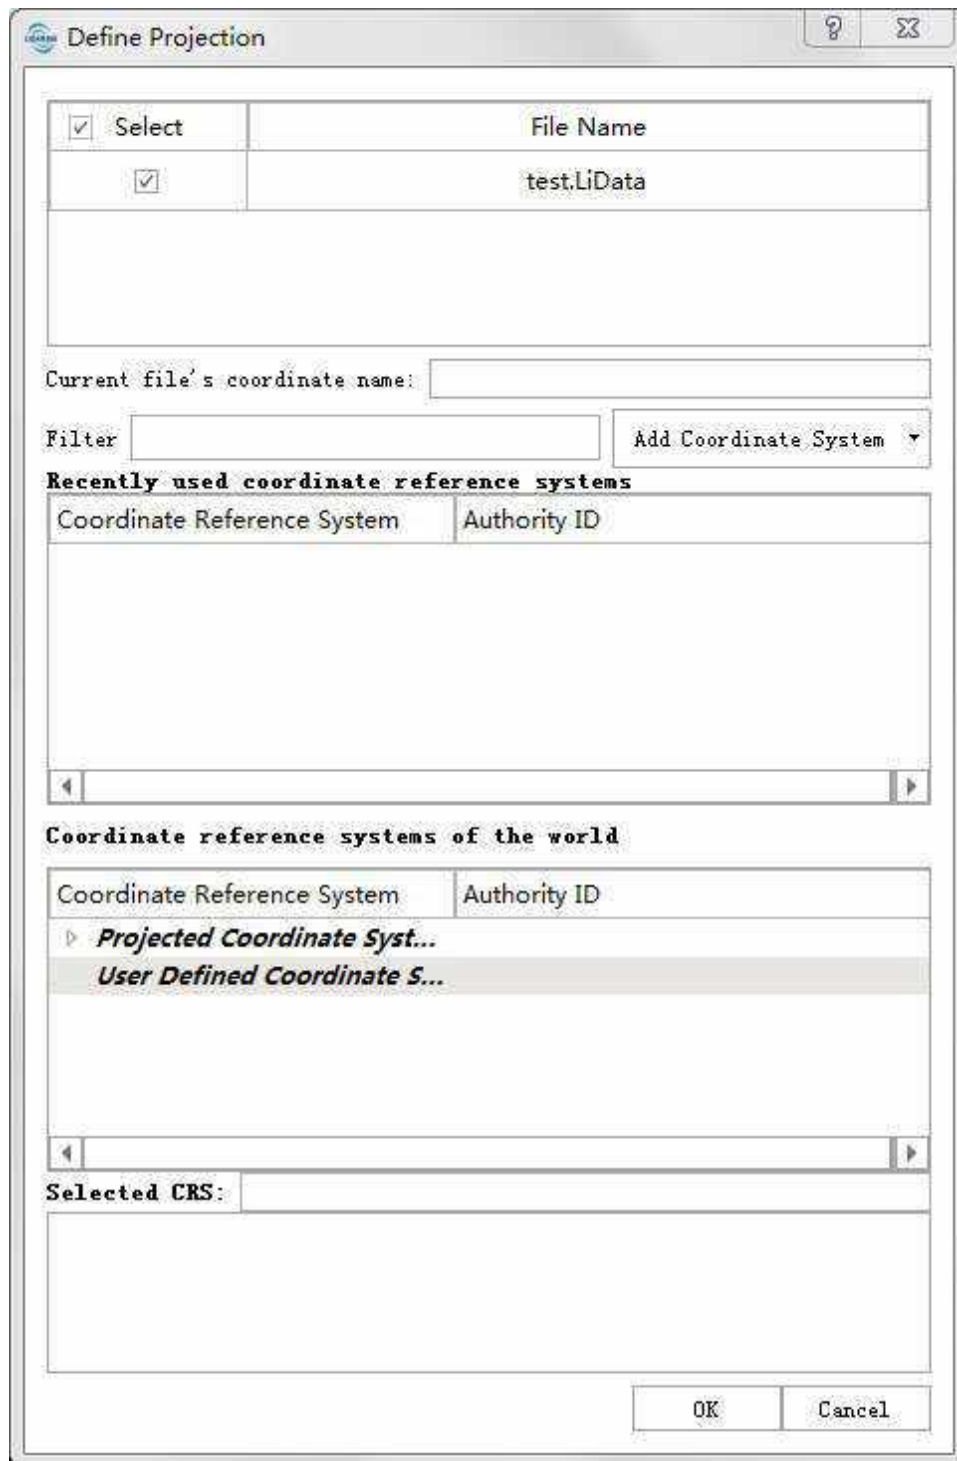 Define Projection
Select File Name
test.LiData
Current file's coordinate name:
Filter Add Coordinate System
Recently used coordinate reference systems
Coordinate Reference System Authority ID
Coordinate reference systems of the world
Coordinate Reference System Authority ID
Projected Coordinate Syst...
User Defined Coordinate S...
Selected CRS:
OK Cancel